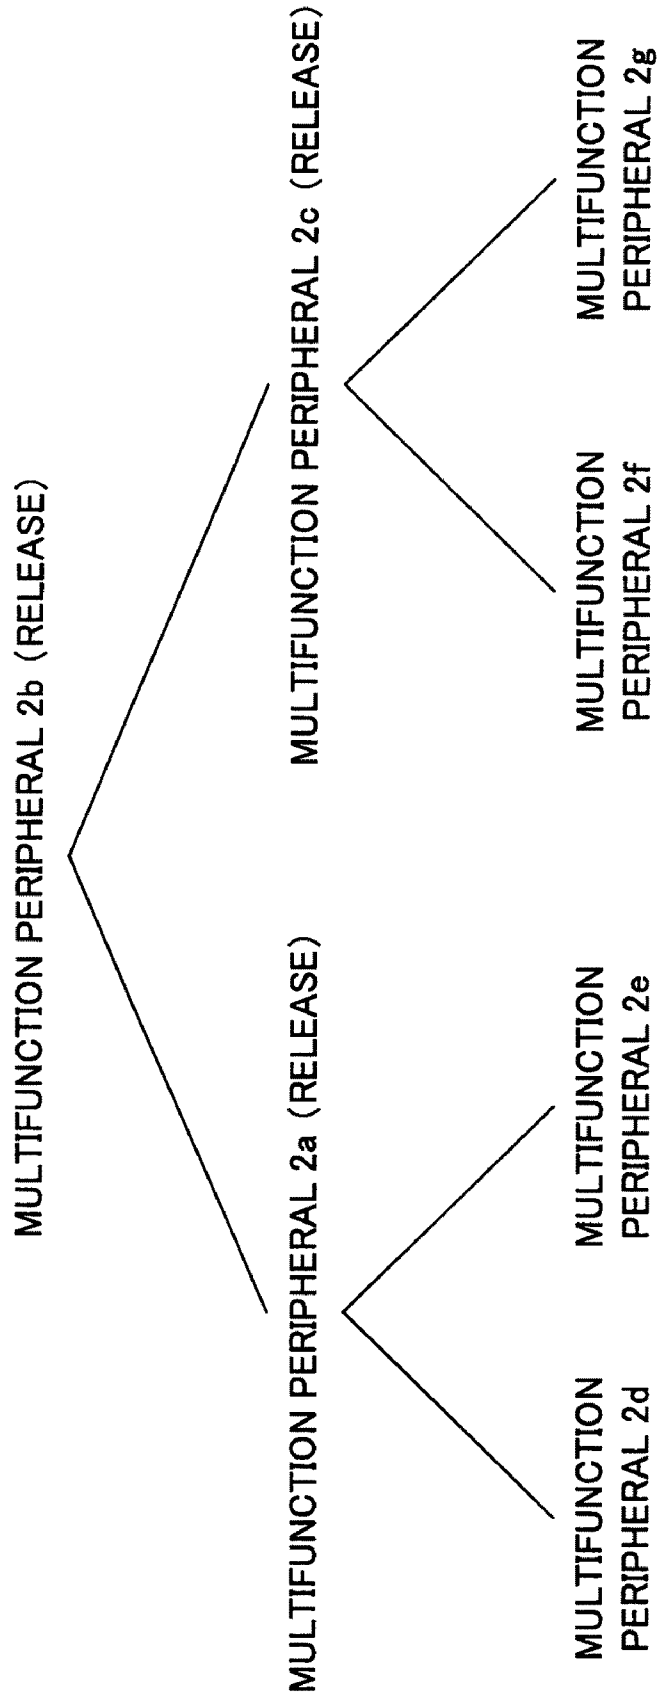 MULTIFUNCTION PERIPHERAL 2b (RELEASE)
MULTIFUNCTION PERIPHERAL 2a (RELEASE)
MULTIFUNCTION PERIPHERAL 2c (RELEASE)
MULTIFUNCTION
PERIPHERAL 2d
MULTIFUNCTION
PERIPHERAL 2e
MULTIFUNCTION
PERIPHERAL 2f
MULTIFUNCTION
PERIPHERAL 2g